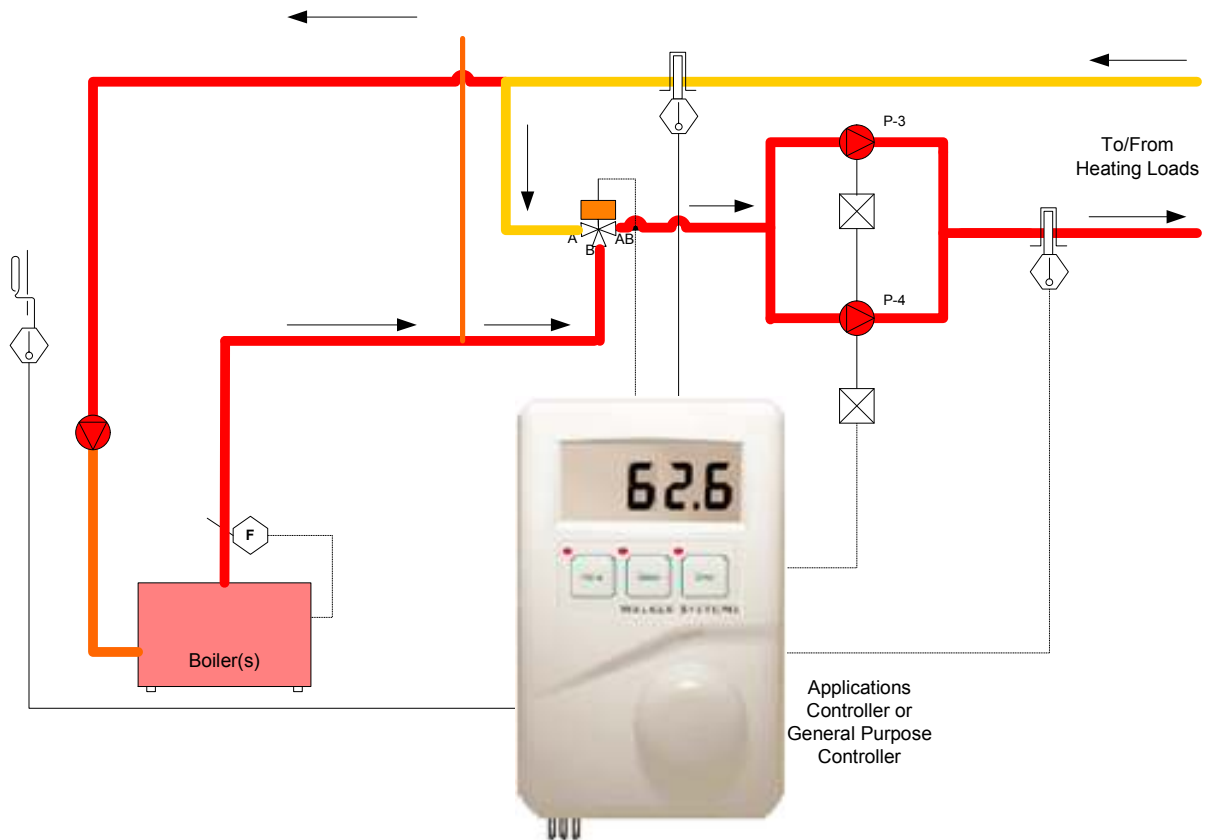 P-3
To/From
Heating Loads
A
AB
B
P-4
F
62.6
Boiler(s)
Applications
Controller or
General Purpose
Controller